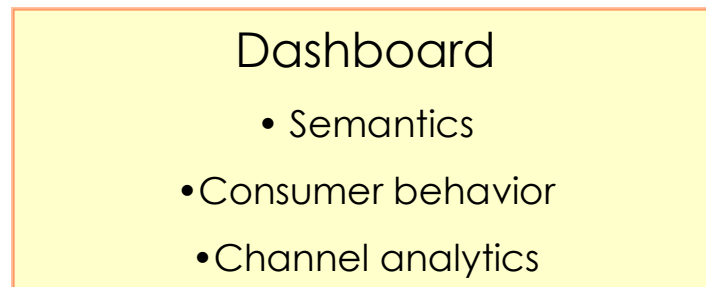 Dashboard
• Semantics
•Consumer behavior
•Channel analytics